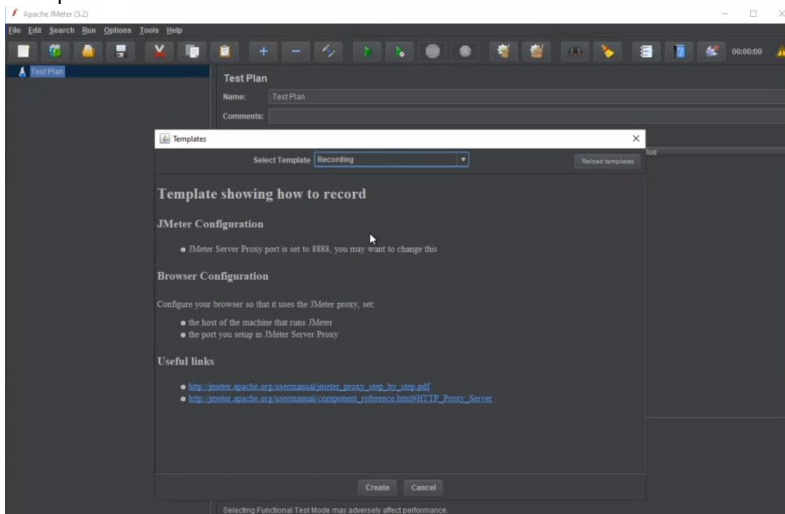 Apache JMeter (5.2)
File Edit Search Run Options Tools Help
00:00:00
Test Plan
Test Plan
Name: Test Plan
Comments:
Templates
Select Template Recording
Reload templates
Template showing how to record
JMeter Configuration
JMeter Server Proxy port is set to 8888, you may want to change this
Browser Configuration
Configure your browser so that it uses the JMeter proxy, set:
the host of the machine that runs JMeter
the port you setup in JMeter Server Proxy
Useful links
http://jmeter.apache.org/usermanual/jmeter_proxy_step_by_step.pdf
http://jmeter.apache.org/usermanual/component_reference.html#HTTP_Proxy_Server
Create Cancel
Selecting Functional Test Mode may adversely affect performance.